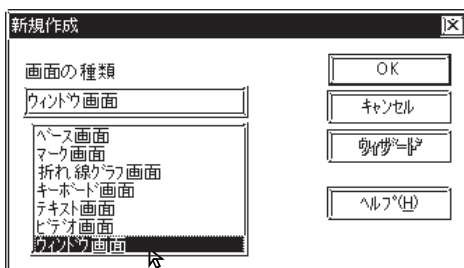 新規作成
画面の種類
ｳｨﾝﾄﾞｳ画面
ﾍﾞｰｽ画面
ﾏｰｸ画面
折れ線ｸﾞﾗﾌ画面
ｷｰﾎﾞｰﾄﾞ画面
ﾃｷｽﾄ画面
ﾋﾞﾃﾞｵ画面
ｳｨﾝﾄﾞｳ画面
OK
ｷｬﾝｾﾙ
ｳｨｻﾞｰﾄﾞ
ﾍﾙﾌﾟ(H)